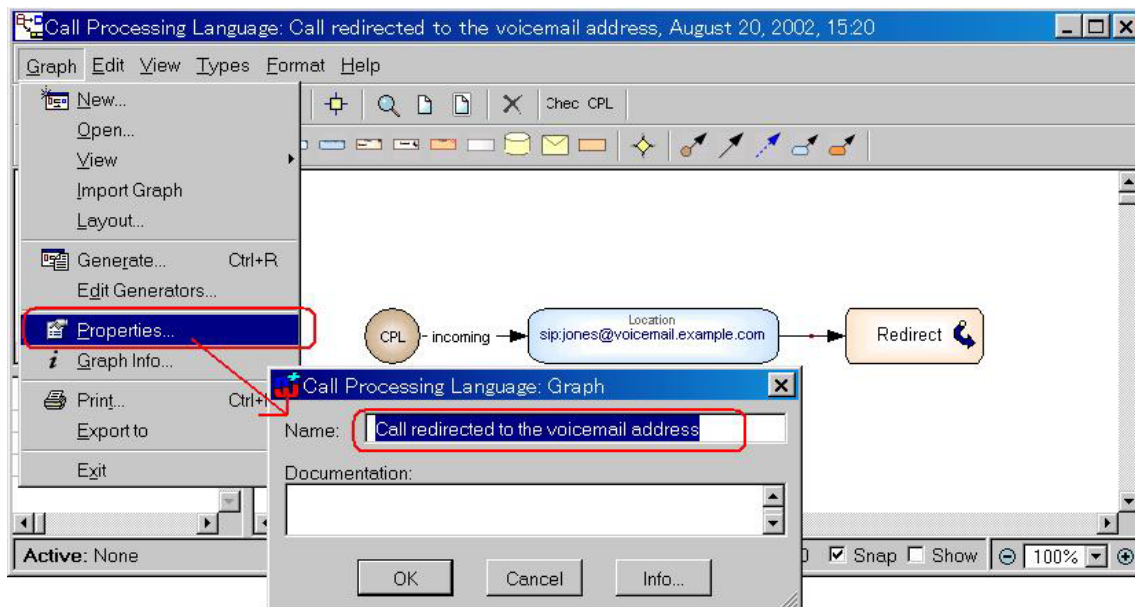 Call Processing Language: Call redirected to the voicemail address, August 20, 2002, 15:20
Graph Edit View Types Format Help
Chec CPL
New...
Open...
View
Import Graph
Layout...
Generate... Ctrl+R
Edit Generators...
Properties...
Graph Info...
Print...
Export to
Exit
CPL
incoming
Location
sip:jones@voicemail.example.com
Redirect
Call Processing Language: Graph
Name: Call redirected to the voicemail address
Documentation:
OK Cancel Info...
Active: None
Snap Show 100%